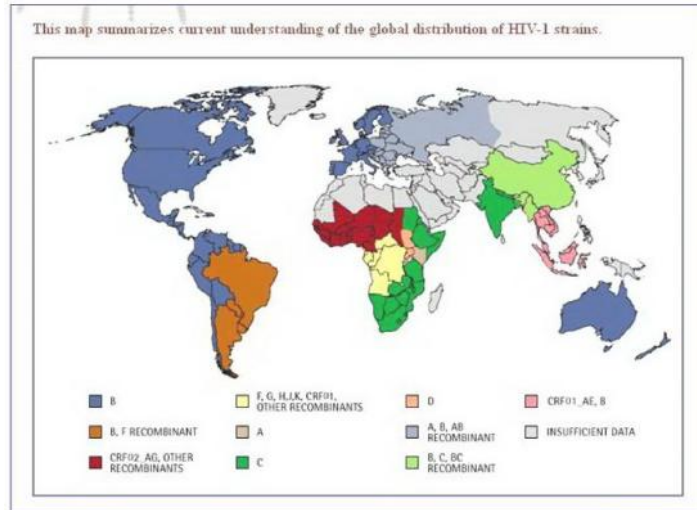 This map summarizes current understanding of the global distribution of HIV-1 strains.
B
F, G, H,J,K, CRF01,
OTHER RECOMBINANTS
D
CRF01_AE, B
B, F RECOMBINANT
A
A, B, AB
RECOMBINANT
INSUFFICIENT DATA
CRF02_AG, OTHER
RECOMBINANTS
C
B, C, BC
RECOMBINANT